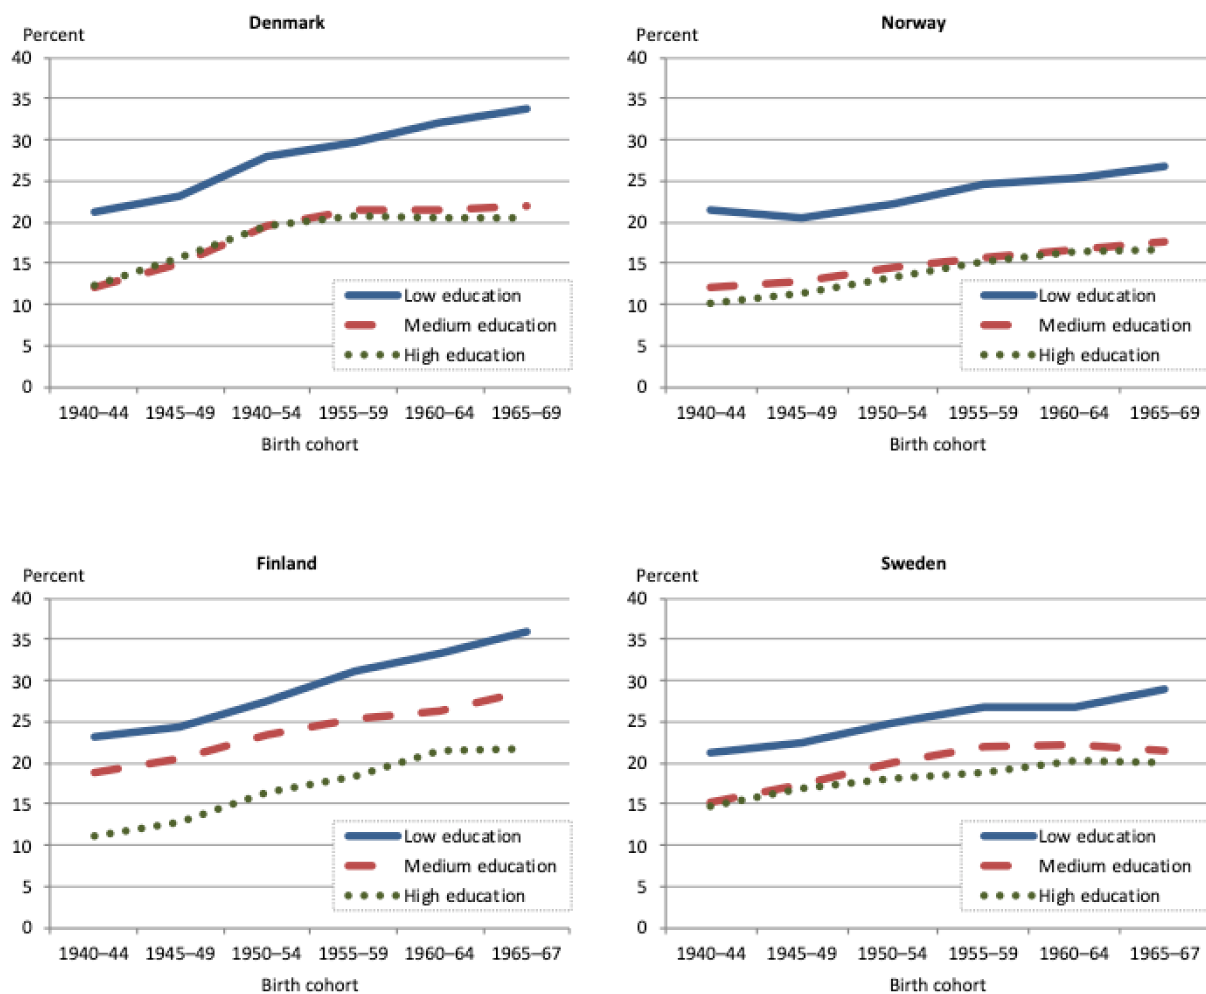 Denmark
Percent
40
35
30
25
20
15
10
5
0
Low education
Medium education
High education
1940–44 1945–49 1940–54 1955–59 1960–64 1965–69
Birth cohort
Norway
Percent
40
35
30
25
20
15
10
5
0
Low education
Medium education
High education
1940–44 1945–49 1950–54 1955–59 1960–64 1965–69
Birth cohort
Finland
Percent
40
35
30
25
20
15
10
5
0
Low education
Medium education
High education
1940–44 1945–49 1950–54 1955–59 1960–64 1965–67
Birth cohort
Sweden
Percent
40
35
30
25
20
15
10
5
0
Low education
Medium education
High education
1940–44 1945–49 1950–54 1955–59 1960–64 1965–67
Birth cohort